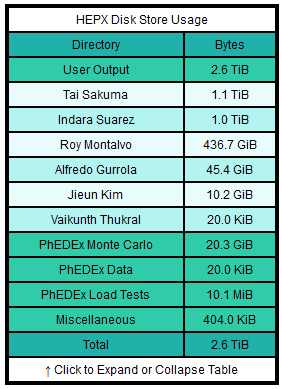 HEPX Disk Store Usage
Directory Bytes
User Output 2.6 TiB
Tai Sakuma 1.1 TiB
Indara Suarez 1.0 TiB
Roy Montalvo 436.7 GiB
Alfredo Gurrola 45.4 GiB
Jieun Kim 10.2 GiB
Vaikunth Thukral 20.0 KiB
PhEDEx Monte Carlo 20.3 GiB
PhEDEx Data 20.0 KiB
PhEDEx Load Tests 10.1 MiB
Miscellaneous 404.0 KiB
Total 2.6 TiB
↑ Click to Expand or Collapse Table